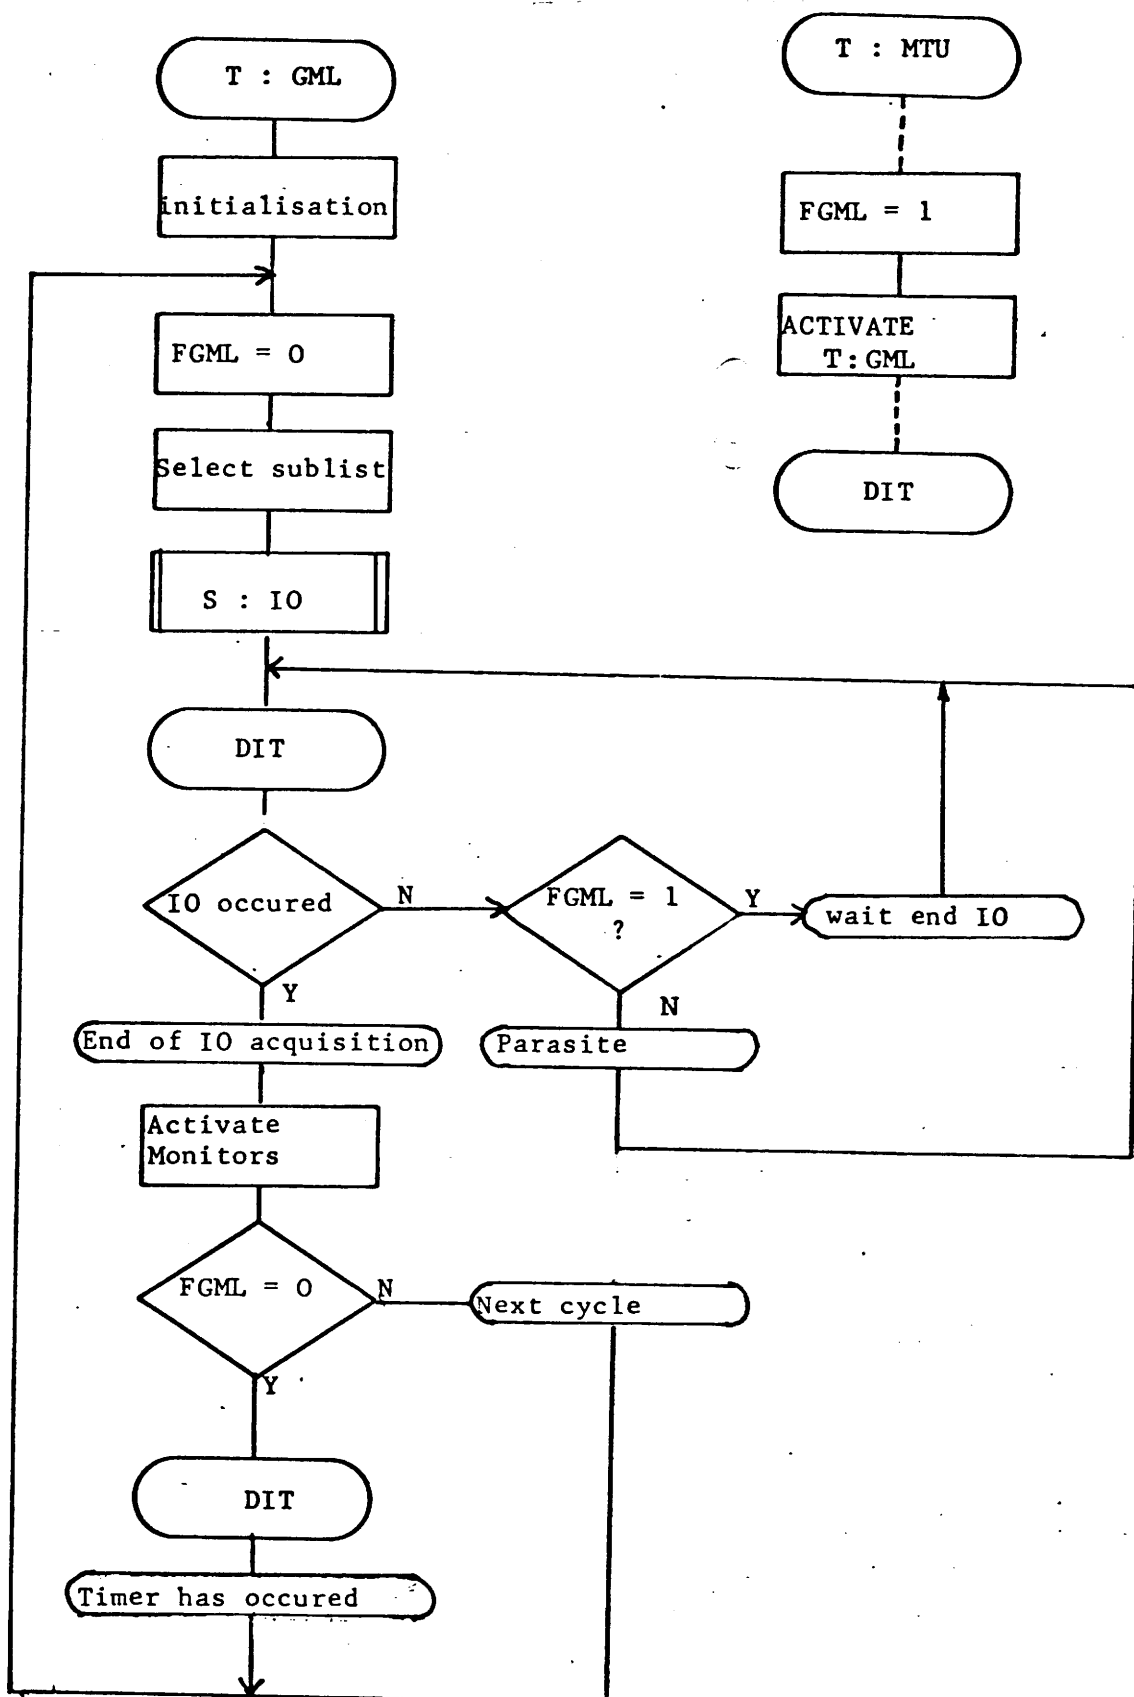 T : GML
initialisation
FGML = 0
Select sublist
S : IO
DIT
IO occured
N
FGML = 1
?
Y
wait end IO
Y
N
End of IO acquisition
Parasite
Activate
Monitors
FGML = 0
N
Next cycle
Y
DIT
Timer has occured
T : MTU
FGML = 1
ACTIVATE
T:GML
DIT